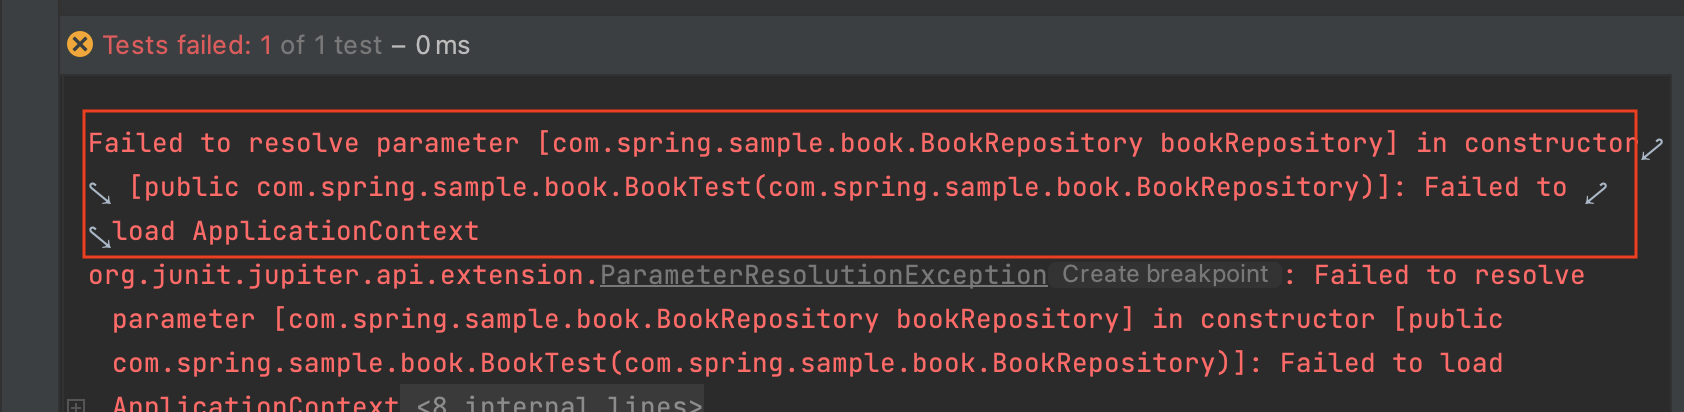 Tests failed: 1 of 1 test – 0 ms
Failed to resolve parameter [com.spring.sample.book.BookRepository bookRepository] in constructor
[public com.spring.sample.book.BookTest(com.spring.sample.book.BookRepository)]: Failed to
load ApplicationContext
org.junit.jupiter.api.extension.ParameterResolutionException Create breakpoint : Failed to resolve
parameter [com.spring.sample.book.BookRepository bookRepository] in constructor [public
com.spring.sample.book.BookTest(com.spring.sample.book.BookRepository)]: Failed to load
ApplicationContext <8 internal lines>